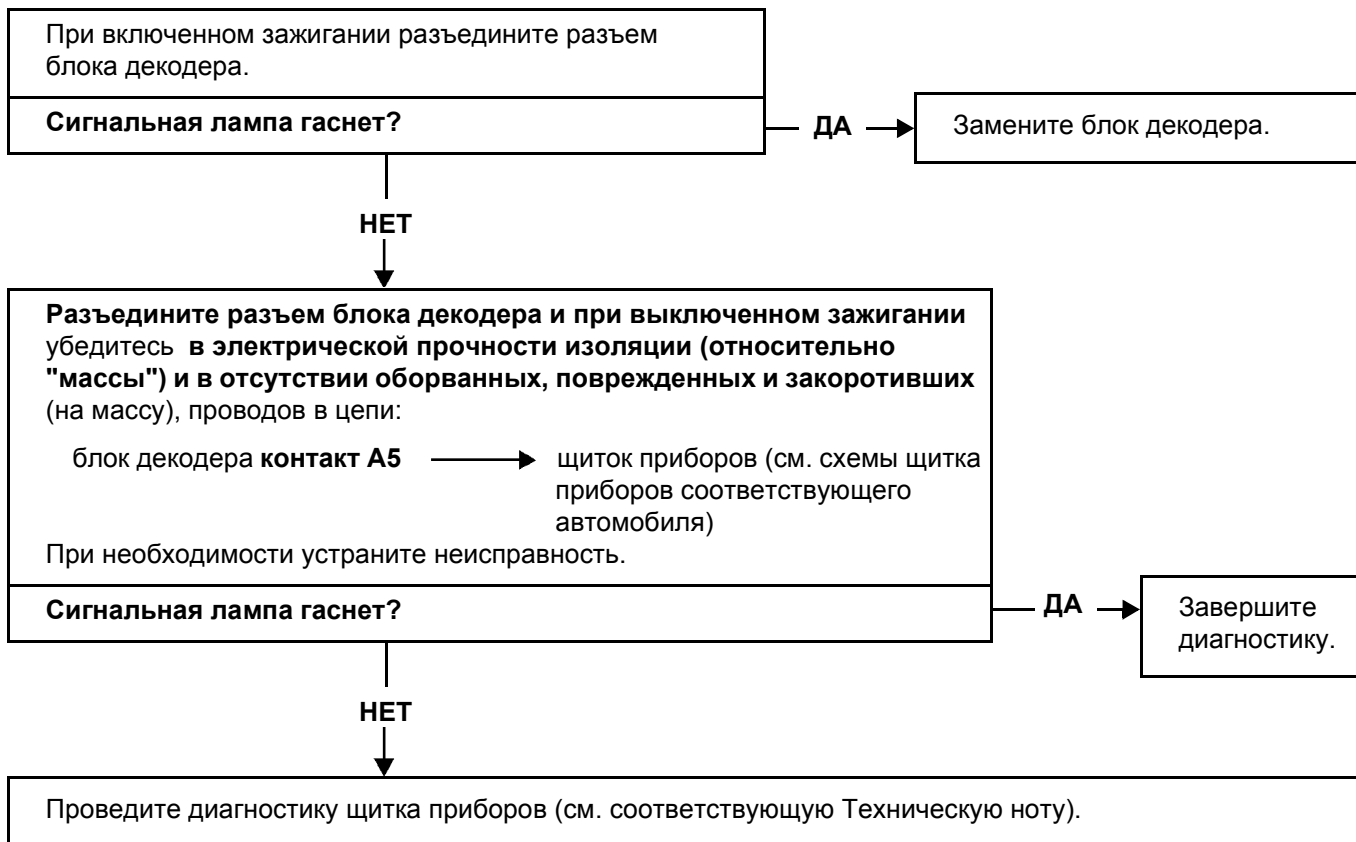 При включенном зажигании разъедините разъем
блока декодера.
Сигнальная лампа гаснет?
ДА
Замените блок декодера.
НЕТ
Разъедините разъем блока декодера и при выключенном зажигании
убедитесь в электрической прочности изоляции (относительно
"массы") и в отсутствии оборванных, поврежденных и закоротивших
(на массу), проводов в цепи:
блок декодера контакт А5
щиток приборов (см. схемы щитка
приборов соответствующего
автомобиля)
При необходимости устраните неисправность.
Сигнальная лампа гаснет?
ДА
Завершите
диагностику.
НЕТ
Проведите диагностику щитка приборов (см. соответствующую Техническую ноту).